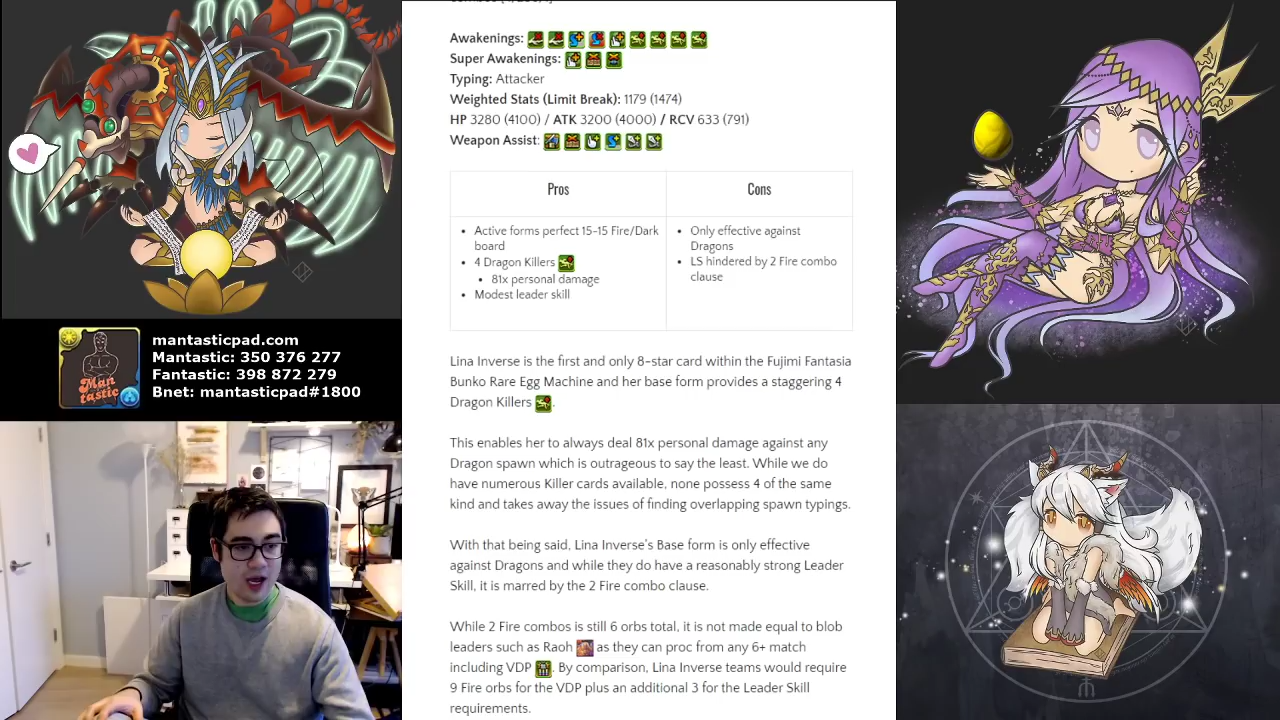 Awakenings:
Super Awakenings:
Typing: Attacker
Weighted Stats (Limit Break): 1179 (1474)
HP 3280 (4100) / ATK 3200 (4000) / RCV 633 (791)
Weapon Assist:
Pros
Cons
• Active forms perfect 15-15 Fire/Dark
board
• 4 Dragon Killers
• 81x personal damage
• Modest leader skill
• Only effective against
Dragons
• LS hindered by 2 Fire combo
clause
Lina Inverse is the first and only 8-star card within the Fujimi Fantasia
Bunko Rare Egg Machine and her base form provides a staggering 4
Dragon Killers .
This enables her to always deal 81x personal damage against any
Dragon spawn which is outrageous to say the least. While we do
have numerous Killer cards available, none possess 4 of the same
kind and takes away the issues of finding overlapping spawn typings.
With that being said, Lina Inverse's Base form is only effective
against Dragons and while they do have a reasonably strong Leader
Skill, it is marred by the 2 Fire combo clause.
While 2 Fire combos is still 6 orbs total, it is not made equal to blob
leaders such as Raoh as they can proc from any 6+ match
including VDP . By comparison, Lina Inverse teams would require
9 Fire orbs for the VDP plus an additional 3 for the Leader Skill
requirements.
mantasticpad.com
Mantastic: 350 376 277
Fantastic: 398 872 279
Bnet: mantasticpad#1800
Man
tastic